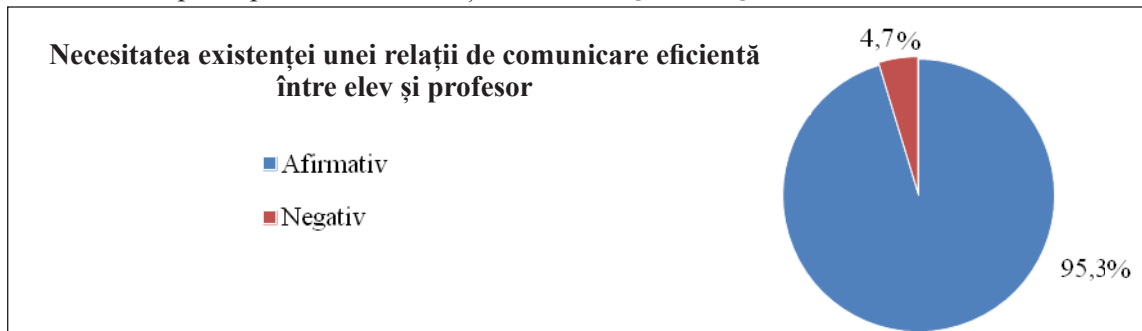 Necesitatea existenței unei relații de comunicare eficientă
între elev și profesor
Afirmativ
Negativ
4,7%
95,3%